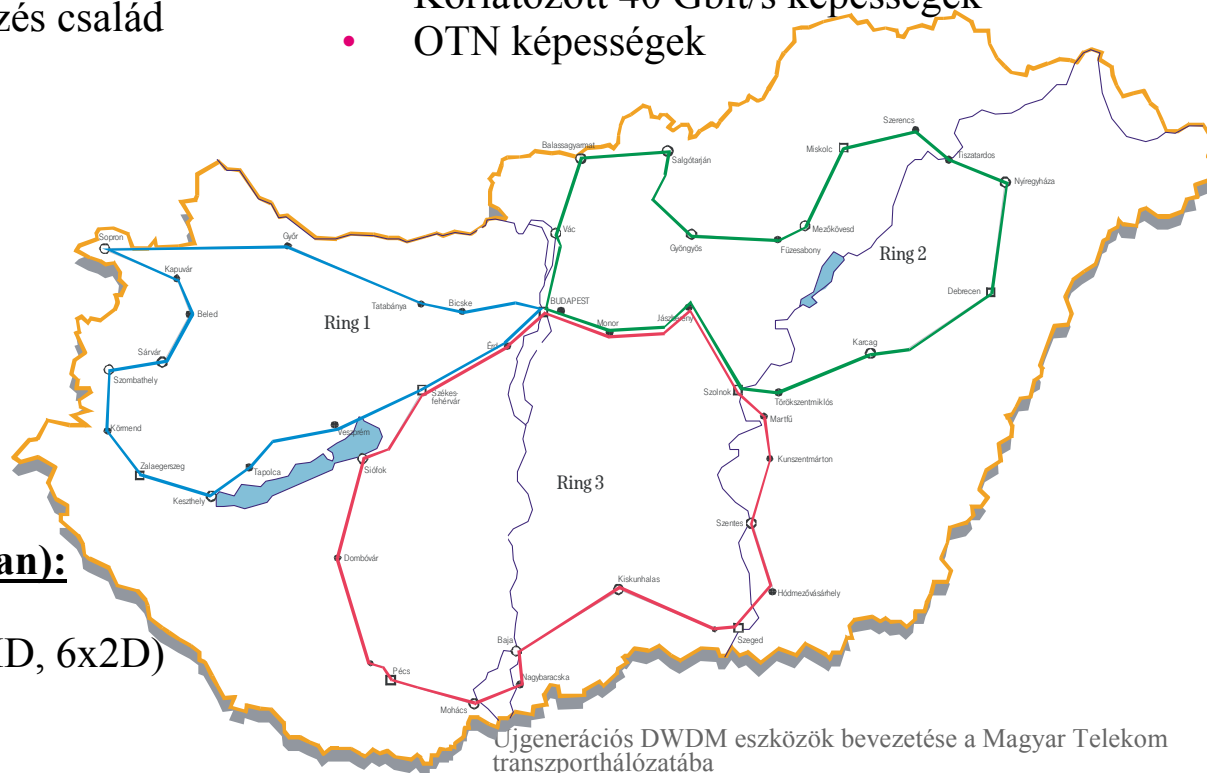 zés család
Korlátozott 40 Gbit/s képességek
• OTN képességek
Szerencs
Balassagyarmat
Miskolc
Salgótarján
Tiszatardos
Nyíregyháza
Vác
Mezőkövesd
Sopron
Győr
Gyöngyös
Füzesabony
Ring 2
Kapuvár
Debrecen
Tatabánya
Bicske
BUDAPEST
Beled
Ring 1
Monor
Jászberény
Karcag
Érd
Sárvár
Szombathely
Székes-
fehérvár
Szolnok
Törökszentmiklós
Martfű
Körmend
Veszprém
Zalaegerszeg
Tapolca
Siófok
Kunszentmárton
Keszthely
Ring 3
Szentes
Dombóvár
an):
Kiskunhalas
Hódmezővásárhely
Baja
Szeged
D, 6x2D)
Pécs
Nagybaracska
Mohács
Újgenerációs DWDM eszközök bevezetése a Magyar Telekom
transzporthálózatába